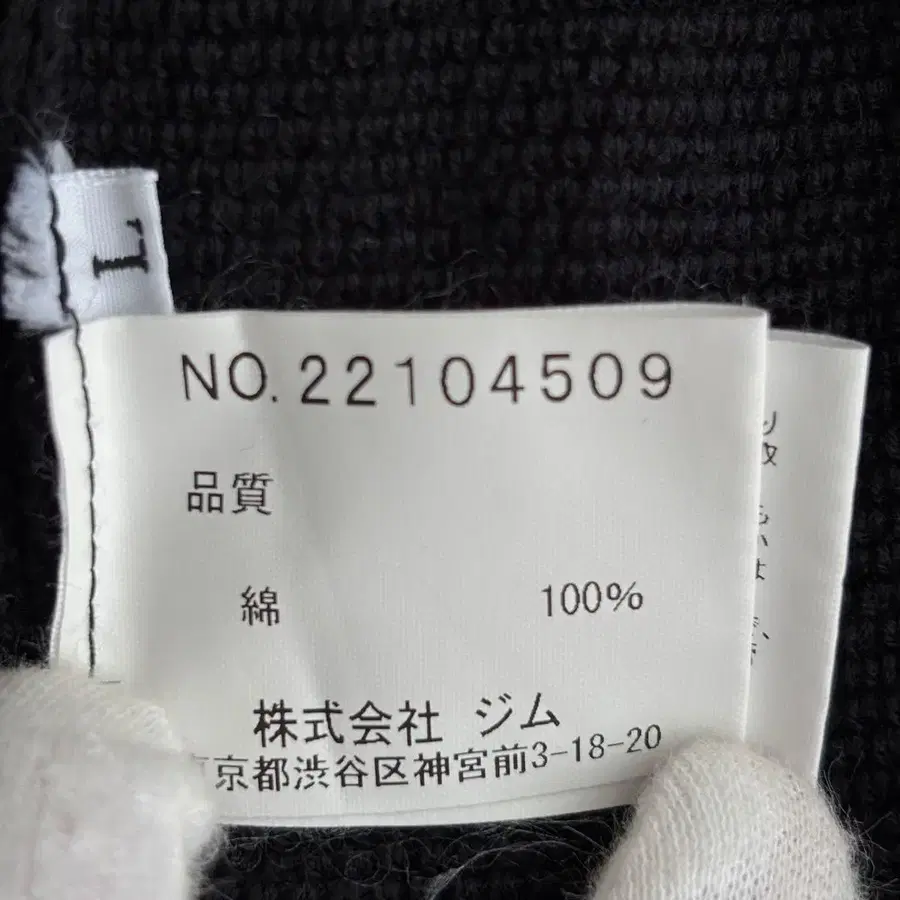 L
NO.22104509
品質
綿 100%
株式会社 ジム
京都渋谷区神宮前3-18-20